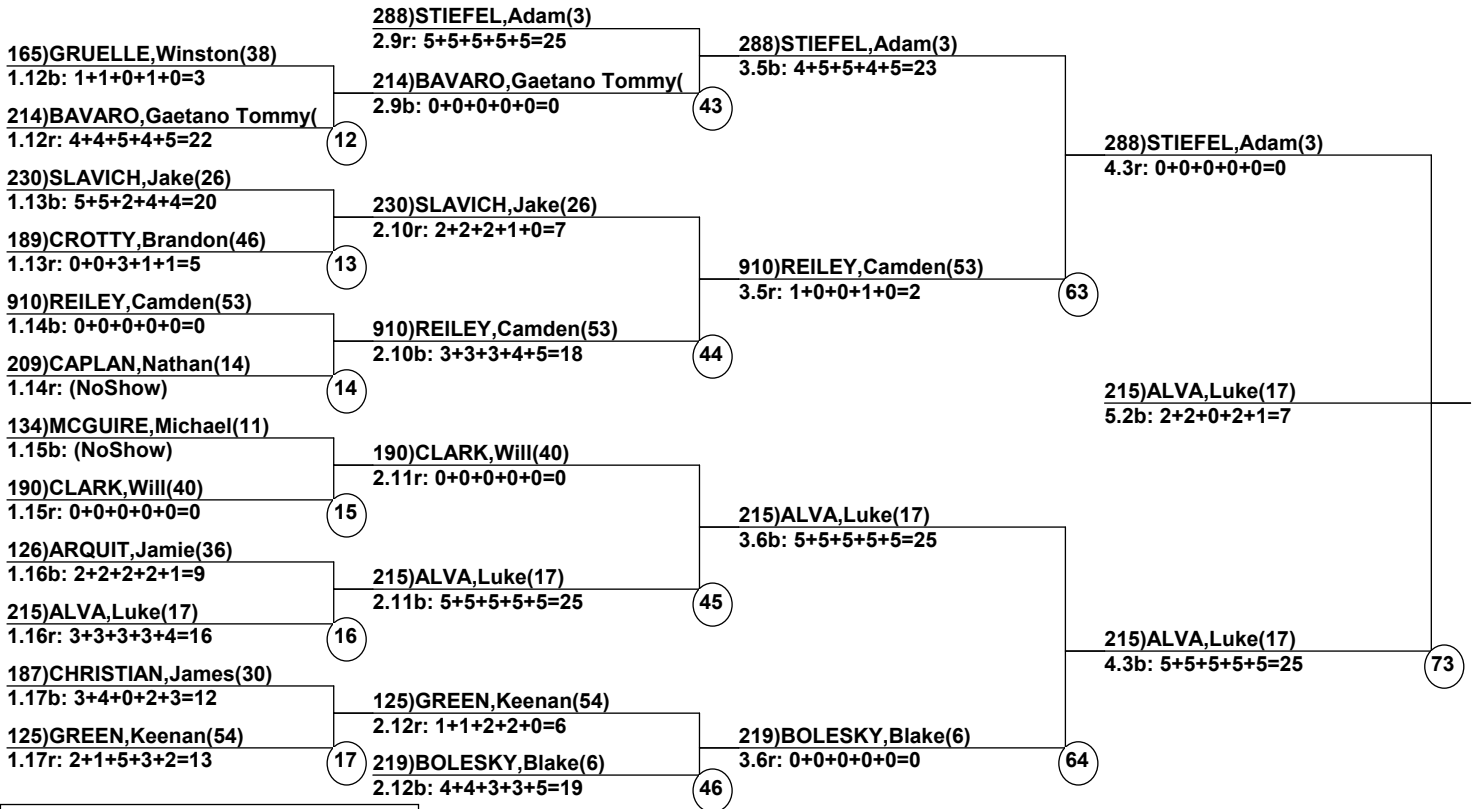 165)GRUELLE,Winston(38)
1.12b: 1+1+0+1+0=3
214)BAVARO,Gaetano Tommy(
1.12r: 4+4+5+4+5=22
12
230)SLAVICH,Jake(26)
1.13b: 5+5+2+4+4=20
189)CROTTY,Brandon(46)
1.13r: 0+0+3+1+1=5
13
910)REILEY,Camden(53)
1.14b: 0+0+0+0+0=0
209)CAPLAN,Nathan(14)
1.14r: (NoShow)
14
134)MCGUIRE,Michael(11)
1.15b: (NoShow)
190)CLARK,Will(40)
1.15r: 0+0+0+0+0=0
15
126)ARQUIT,Jamie(36)
1.16b: 2+2+2+2+1=9
215)ALVA,Luke(17)
1.16r: 3+3+3+3+4=16
16
187)CHRISTIAN,James(30)
1.17b: 3+4+0+2+3=12
125)GREEN,Keenan(54)
1.17r: 2+1+5+3+2=13
17
288)STIEFEL,Adam(3)
2.9r: 5+5+5+5+5=25
214)BAVARO,Gaetano Tommy(
2.9b: 0+0+0+0+0=0
43
230)SLAVICH,Jake(26)
2.10r: 2+2+2+1+0=7
910)REILEY,Camden(53)
2.10b: 3+3+3+4+5=18
44
190)CLARK,Will(40)
2.11r: 0+0+0+0+0=0
215)ALVA,Luke(17)
2.11b: 5+5+5+5+5=25
45
125)GREEN,Keenan(54)
2.12r: 1+1+2+2+0=6
219)BOLESKY,Blake(6)
2.12b: 4+4+3+3+5=19
46
288)STIEFEL,Adam(3)
3.5b: 4+5+5+4+5=23
910)REILEY,Camden(53)
3.5r: 1+0+0+1+0=2
63
215)ALVA,Luke(17)
3.6b: 5+5+5+5+5=25
219)BOLESKY,Blake(6)
3.6r: 0+0+0+0+0=0
64
288)STIEFEL,Adam(3)
4.3r: 0+0+0+0+0=0
215)ALVA,Luke(17)
4.3b: 5+5+5+5+5=25
73
215)ALVA,Luke(17)
5.2b: 2+2+0+2+1=7